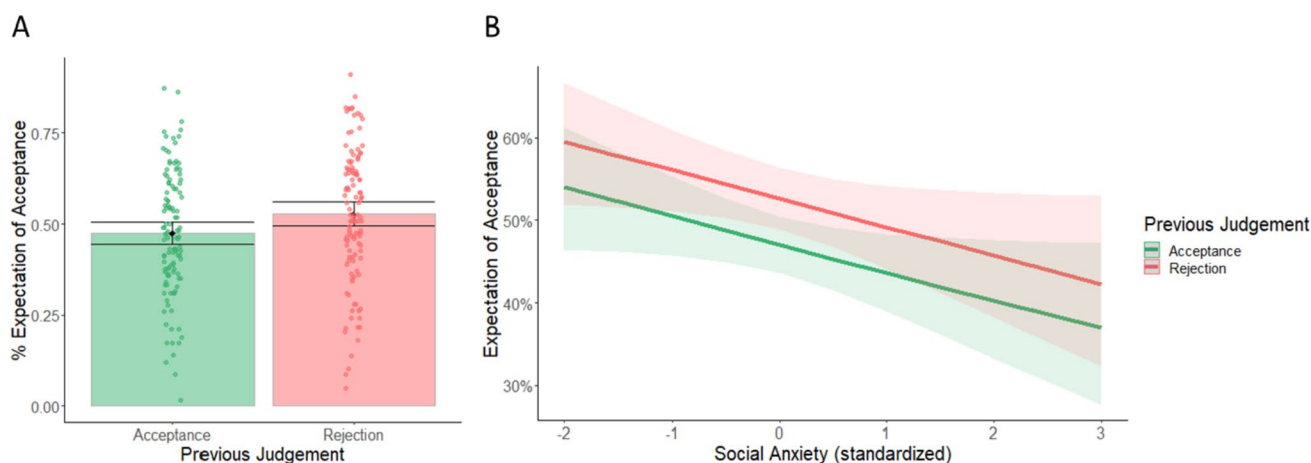 A
% Expectation of Acceptance
0.75
0.50
0.25
0.00
Acceptance
Rejection
Previous Judgement
B
Expectation of Acceptance
60%
50%
40%
30%
-2
-1
0
1
2
3
Social Anxiety (standardized)
Previous Judgement
Acceptance
Rejection